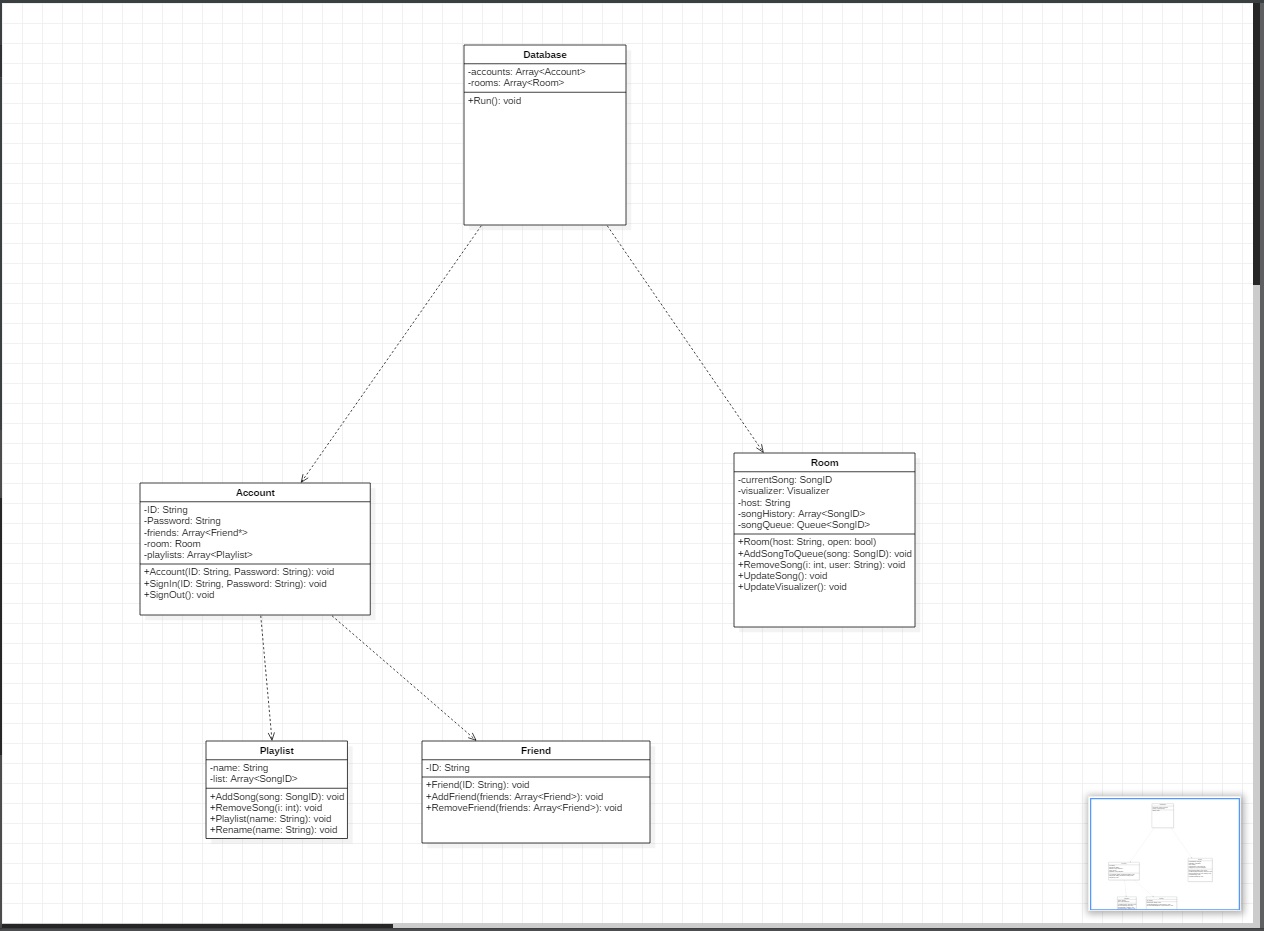 Database
-accounts: Array<Account>
-rooms: Array<Room>
+Run(): void
Account
-ID: String
-Password: String
-friends: Array<Friend*>
-room: Room
-playlists: Array<Playlist>
+Account(ID: String, Password: String): void
+SignIn(ID: String, Password: String): void
+SignOut(): void
Room
-currentSong: SongID
-visualizer: Visualizer
-host: String
-songHistory: Array<SongID>
-songQueue: Queue<SongID>
+Room(host: String, open: bool)
+AddSongToQueue(song: SongID): void
+RemoveSong(i: int, user: String): void
+UpdateSong(): void
+UpdateVisualizer(): void
Playlist
-name: String
-list: Array<SongID>
+AddSong(song: SongID): void
+RemoveSong(i: int): void
+Playlist(name: String): void
+Rename(name: String): void
Friend
-ID: String
+Friend(ID: String): void
+AddFriend(friends: Array<Friend>): void
+RemoveFriend(friends: Array<Friend>): void